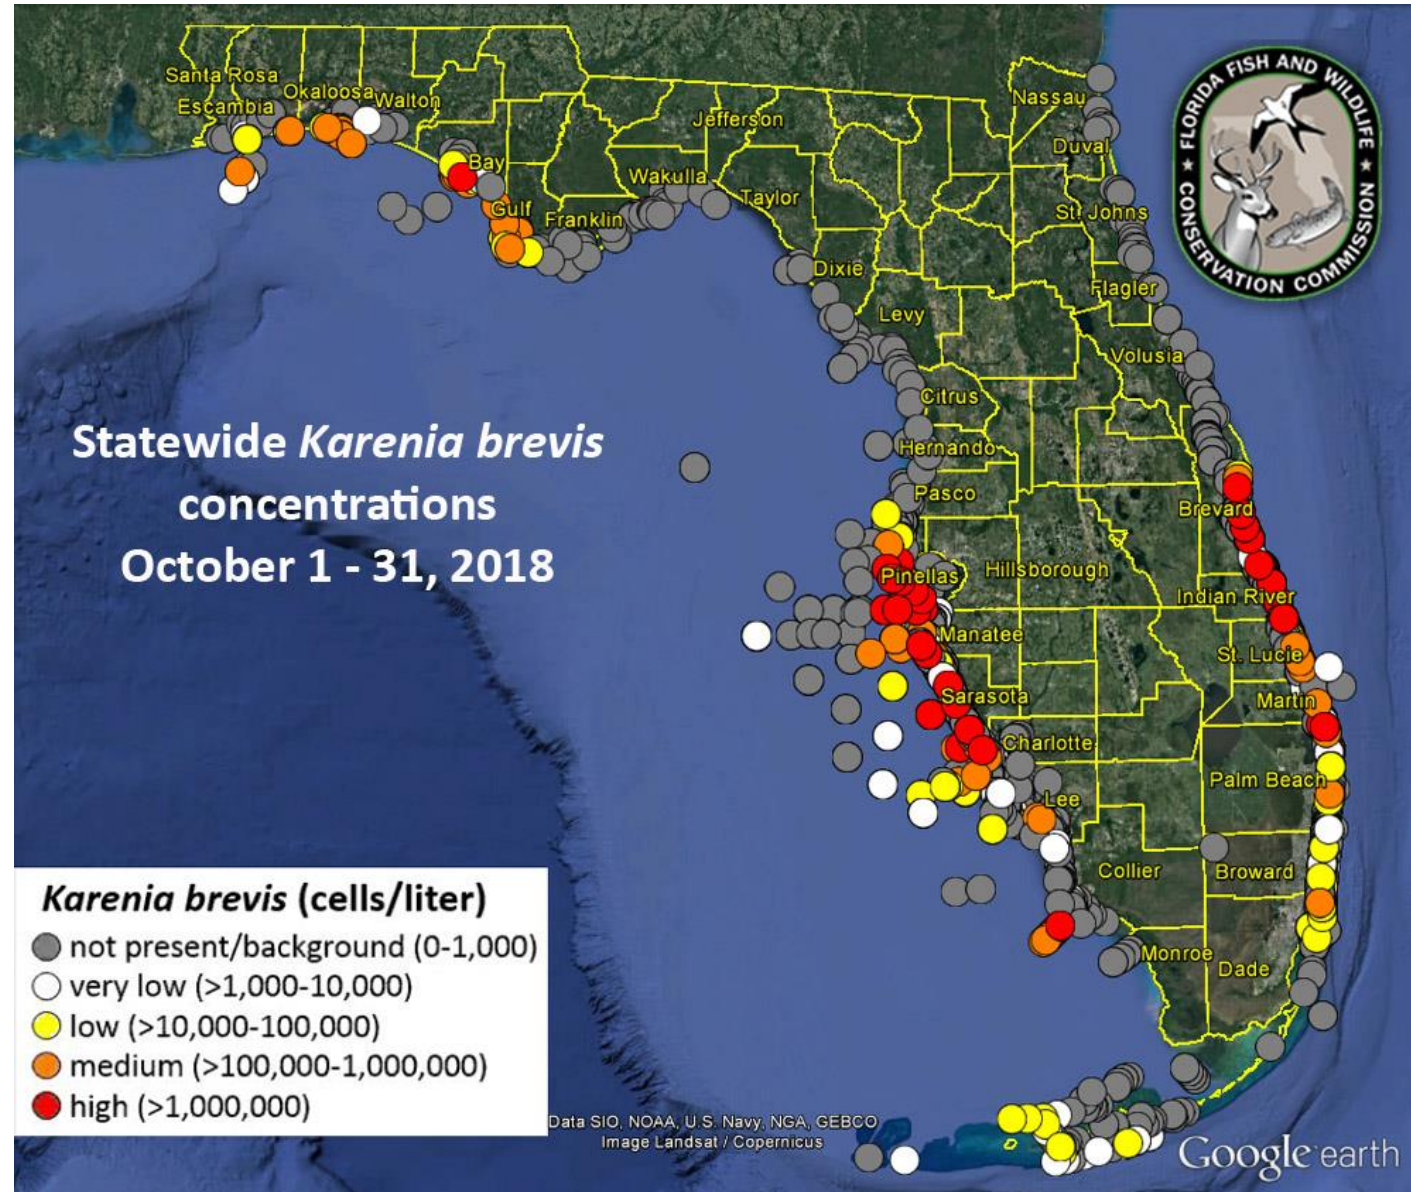 Santa Rosa
Escambia
Okaloosa
Walton
Bay
Gulf
Franklin
Wakulla
Jefferson
Taylor
Dixie
Levy
Citrus
Hernando
Pasco
Pinellas
Hillsborough
Manatee
Sarasota
Charlotte
Lee
Collier
Monroe
Nassau
Duval
St. Johns
Flagler
Volusia
Brevard
Indian River
St. Lucie
Martin
Palm Beach
Broward
Dade
FLORIDA FISH AND WILDLIFE
CONSERVATION COMMISSION
Statewide Karenia brevis
concentrations
October 1 - 31, 2018
Karenia brevis (cells/liter)
not present/background (0-1,000)
very low (>1,000-10,000)
low (>10,000-100,000)
medium (>100,000-1,000,000)
high (>1,000,000)
Data SIO, NOAA, U.S. Navy, NGA, GEBCO
Image Landsat / Copernicus
Google earth